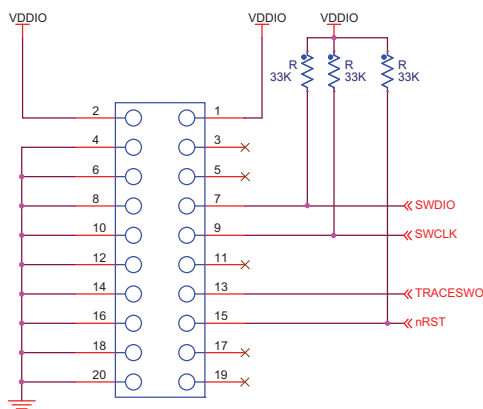 VDDIO VDDIO VDDIO
R 33K R 33K R 33K
2 1
4 3
6 5
8 7 SWDIO
10 9 SWCLK
12 11
14 13 TRACESWO
16 15 nRST
18 17
20 19